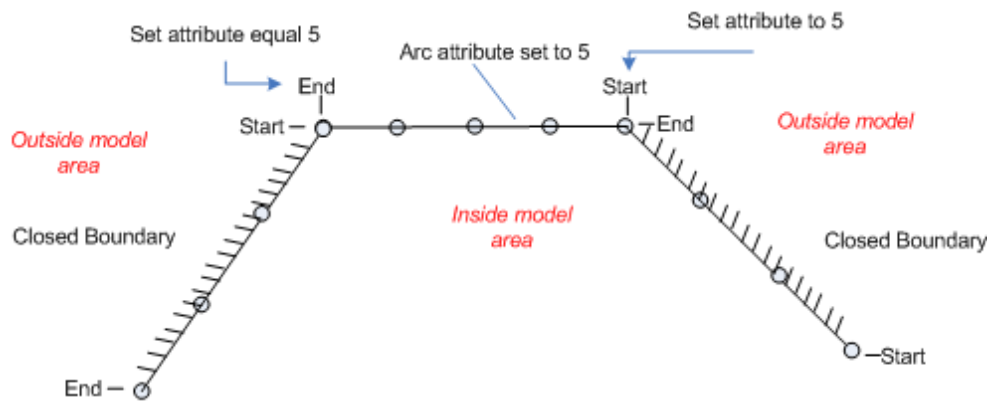 Set attribute equal 5
Set attribute to 5
Arc attribute set to 5
End
Start
Start
End
Outside model
area
Outside model
area
Inside model
area
Closed Boundary
Closed Boundary
End
Start